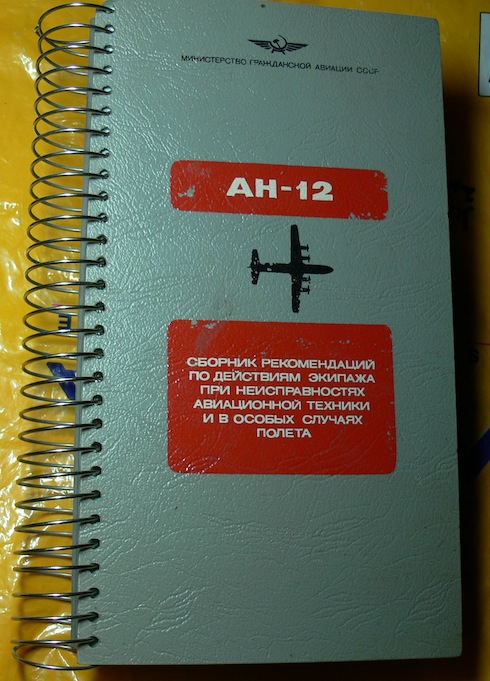 МИНИСТЕРСТВО ГРАЖДАНСКОЙ АВИАЦИИ СССР
АН-12
СБОРНИК РЕКОМЕНДАЦИЙ
ПО ДЕЙСТВИЯМ ЭКИПАЖА
ПРИ НЕИСПРАВНОСТЯХ
АВИАЦИОННОЙ ТЕХНИКИ
И В ОСОБЫХ СЛУЧАЯХ
ПОЛЕТА